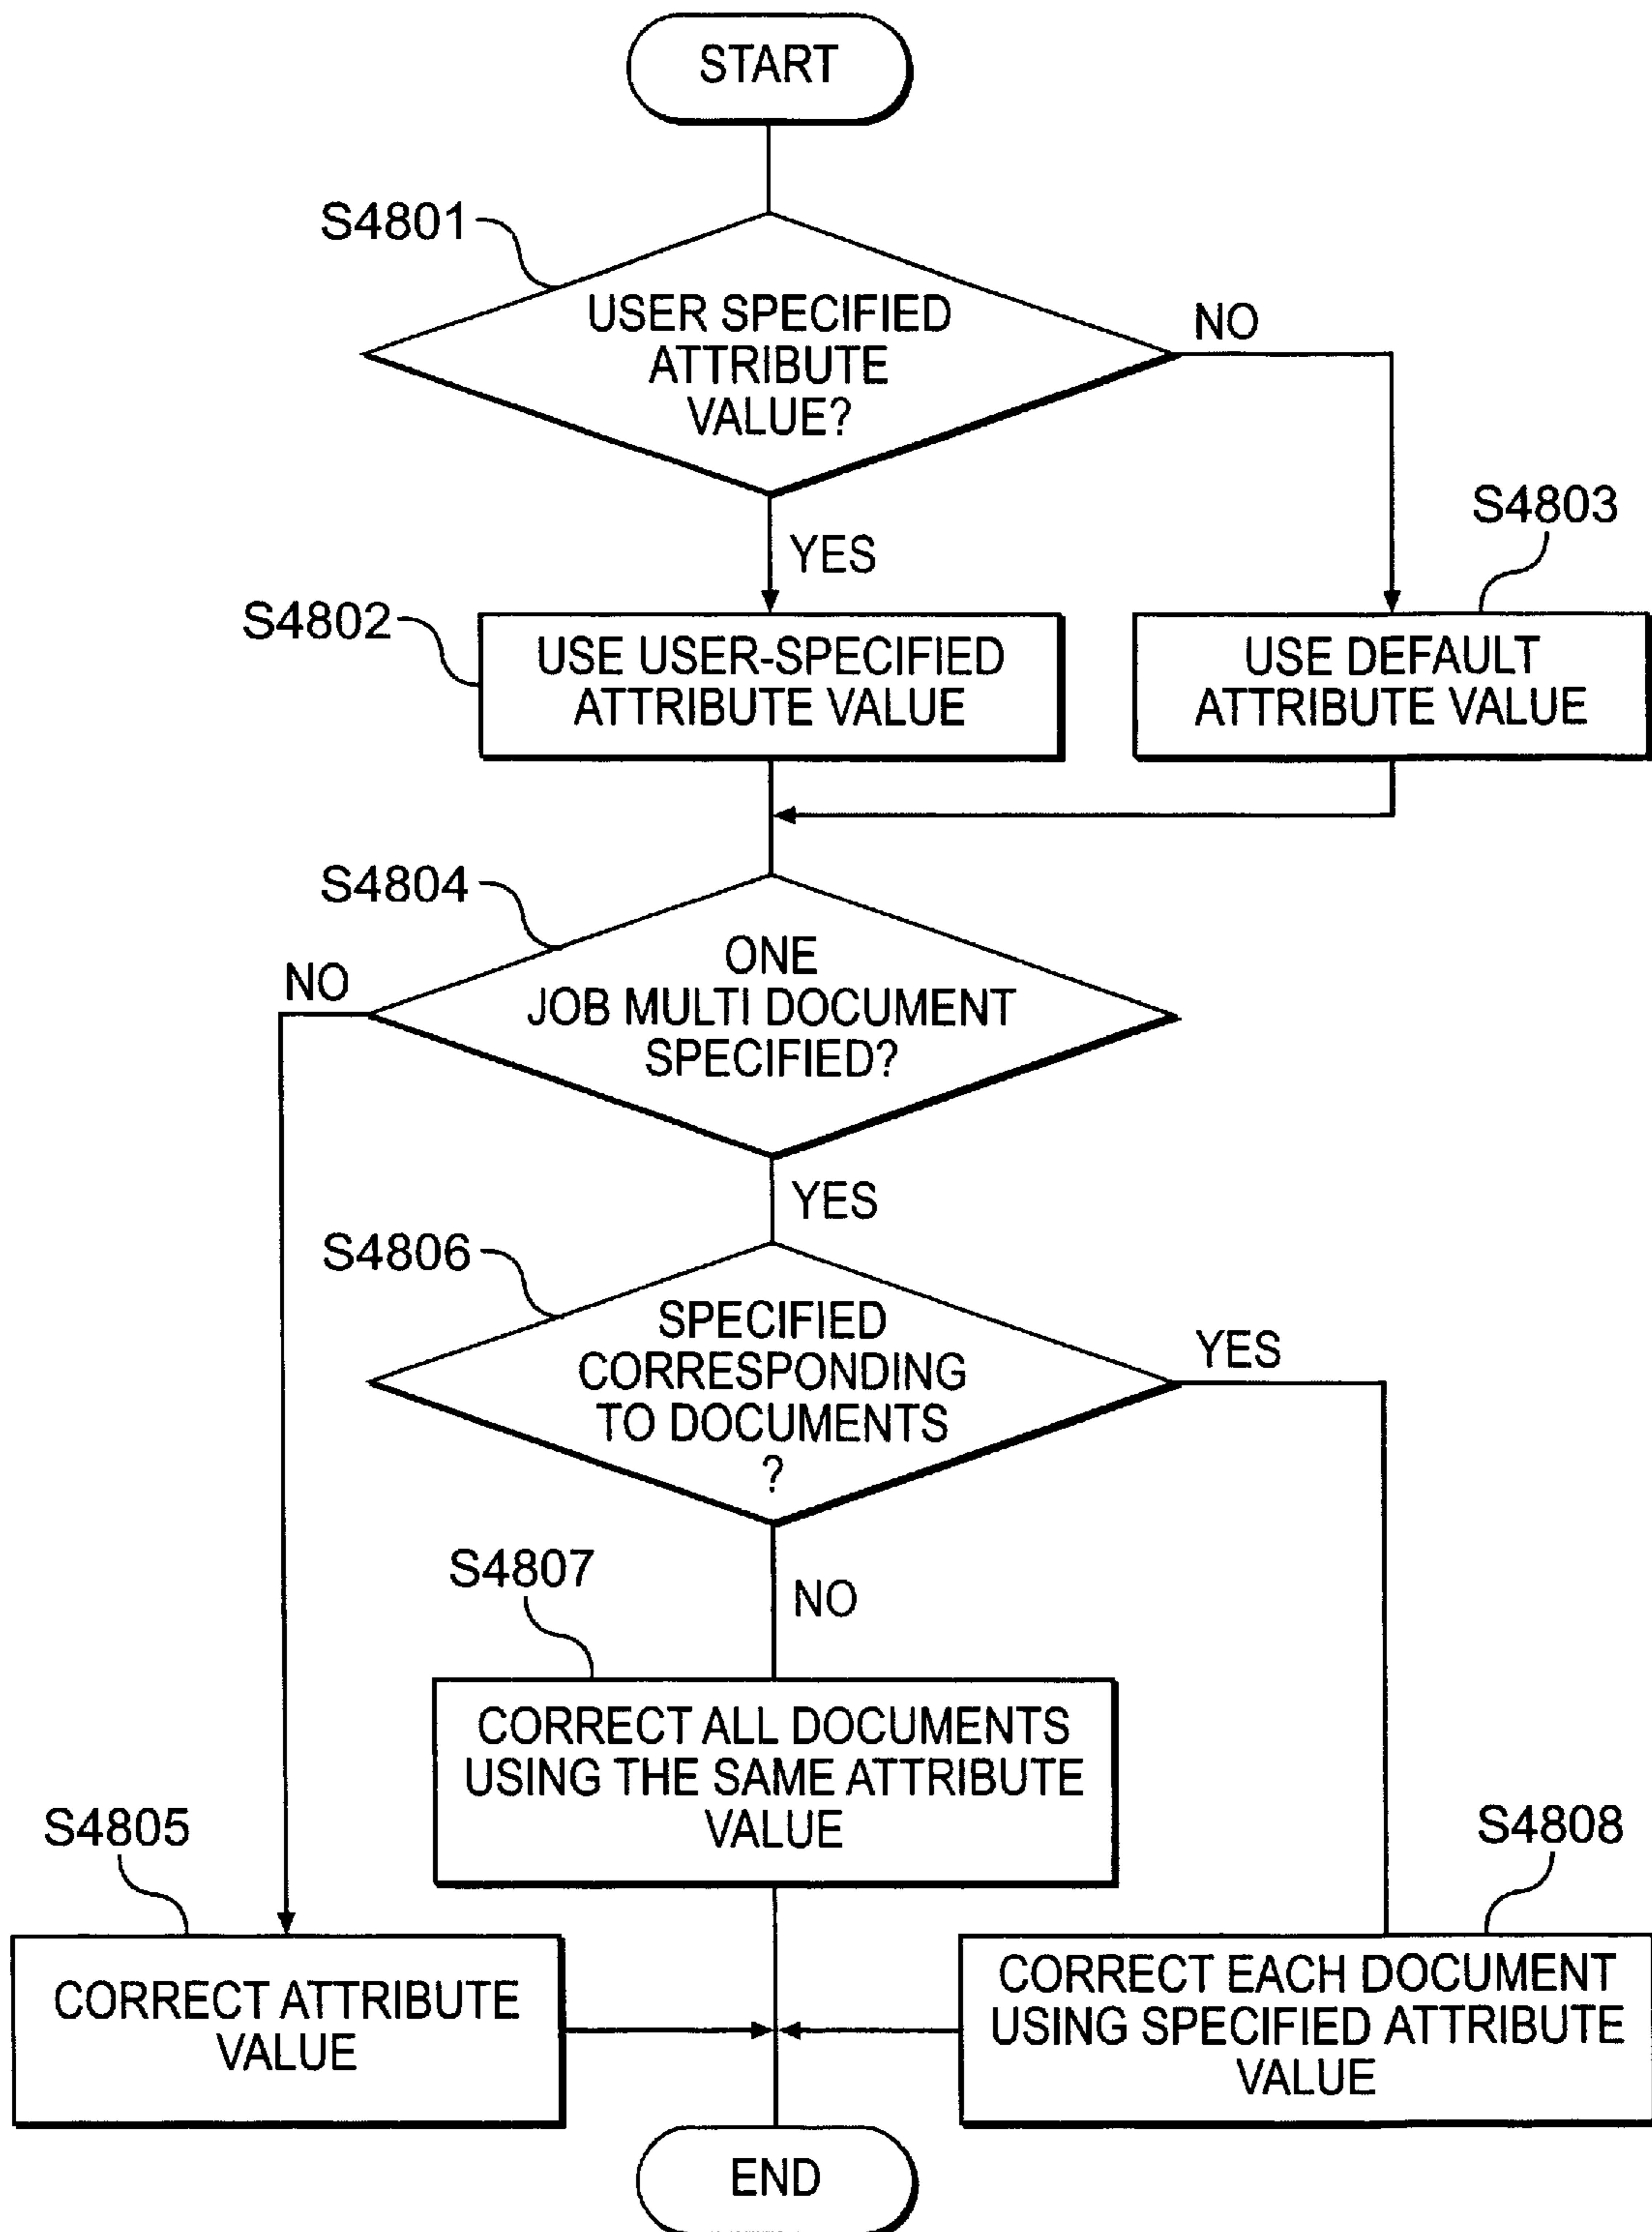 START
S4801
USER SPECIFIED
ATTRIBUTE
VALUE?
NO
YES
S4803
S4802
USE USER-SPECIFIED
ATTRIBUTE VALUE
USE DEFAULT
ATTRIBUTE VALUE
S4804
ONE
JOB MULTI DOCUMENT
SPECIFIED?
NO
YES
S4806
SPECIFIED
CORRESPONDING
TO DOCUMENTS
?
YES
NO
S4807
CORRECT ALL DOCUMENTS
USING THE SAME ATTRIBUTE
VALUE
S4805
CORRECT ATTRIBUTE
VALUE
S4808
CORRECT EACH DOCUMENT
USING SPECIFIED ATTRIBUTE
VALUE
END